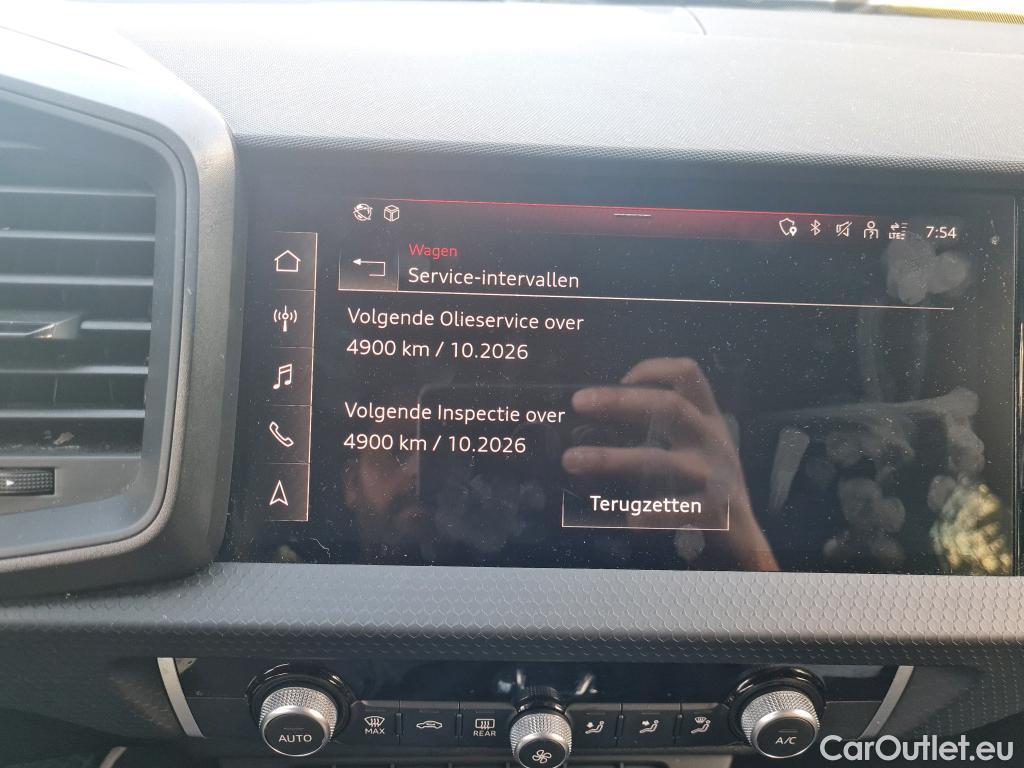 LTE
7:54
Wagen
Service-intervallen
Volgende Olieservice over
4900 km / 10.2026
Volgende Inspectie over
4900 km / 10.2026
Terugzetten
AUTO
MAX
REAR
A/C
CarOutlet.eu